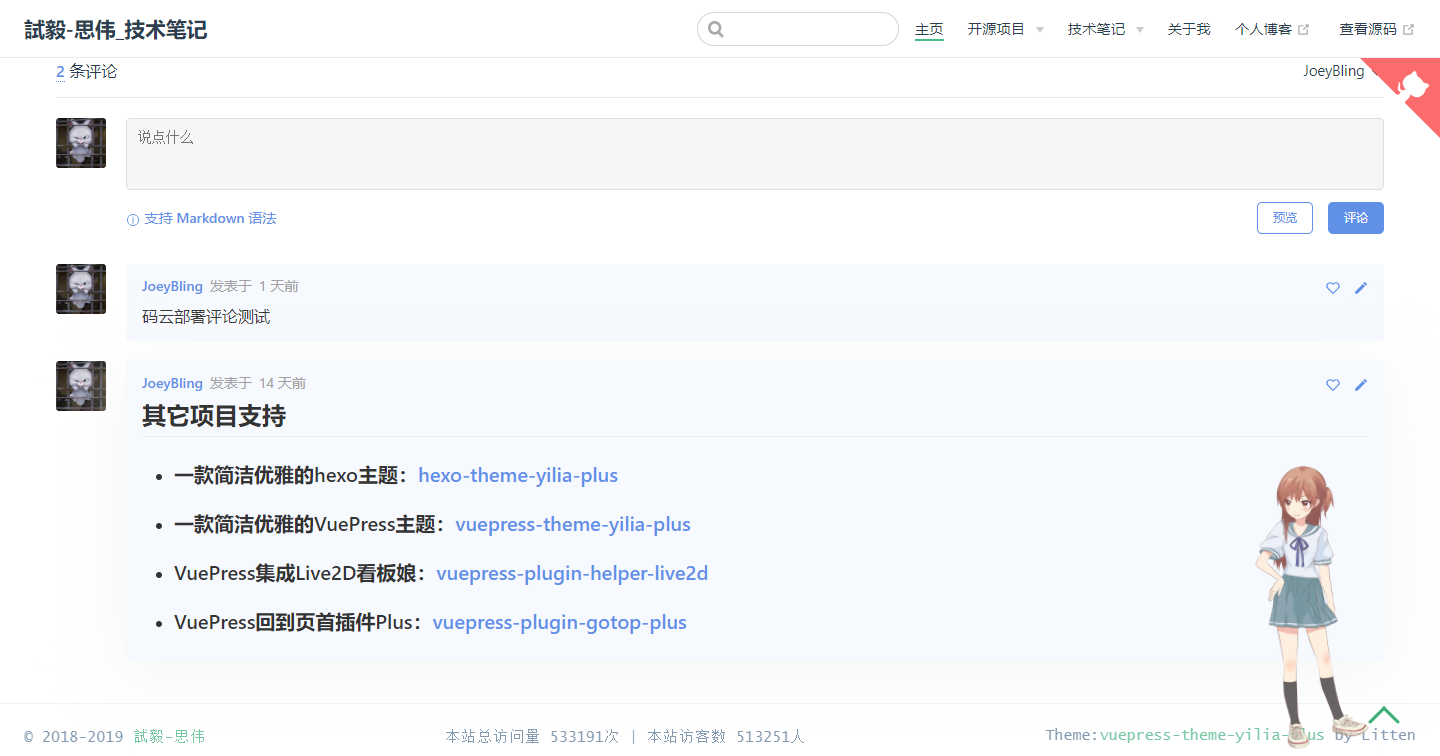 試毅-思伟_技术笔记
主页 开源项目 技术笔记 关于我 个人博客 查看源码
2 条评论
JoeyBling
说点什么
支持 Markdown 语法
预览 评论
JoeyBling 发表于 1 天前
码云部署评论测试
JoeyBling 发表于 14 天前
其它项目支持
一款简洁优雅的hexo主题：hexo-theme-yilia-plus
一款简洁优雅的VuePress主题：vuepress-theme-yilia-plus
VuePress集成Live2D看板娘：vuepress-plugin-helper-live2d
VuePress回到页首插件Plus：vuepress-plugin-gotop-plus
© 2018-2019 試毅-思伟
本站总访问量 533191次 | 本站访客数 513251人
Theme:vuepress-theme-yilia-plus by Litten